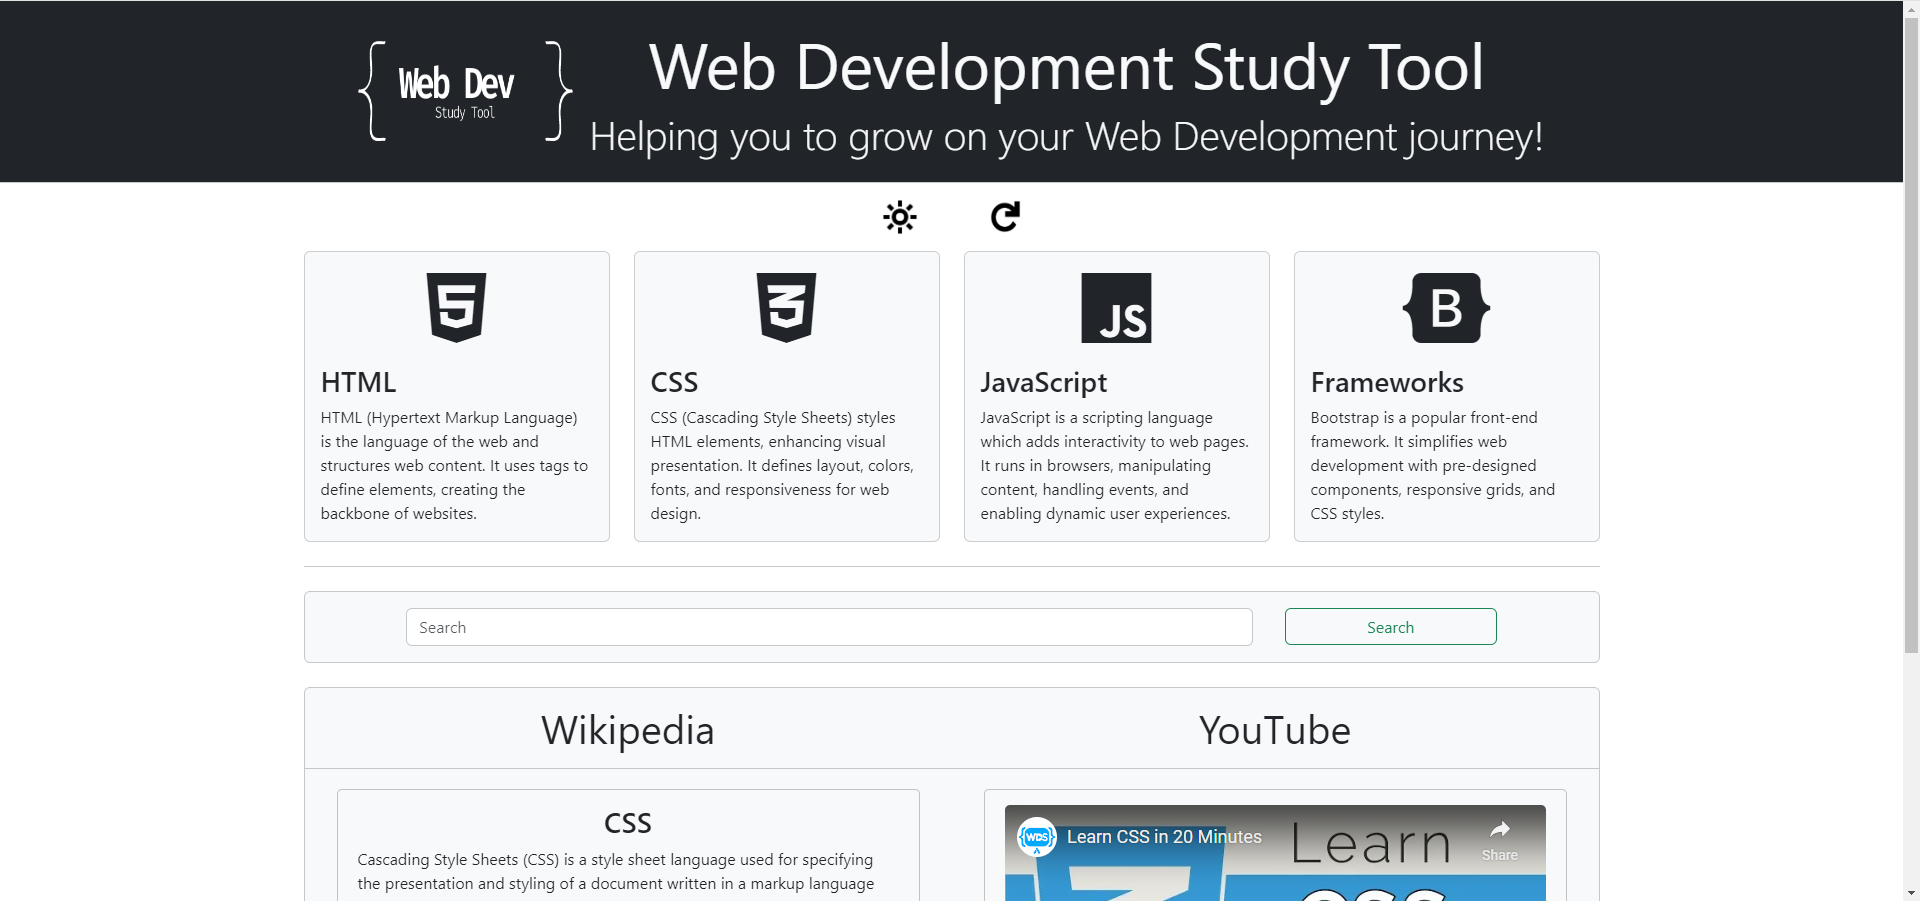 Web Dev
Study Tool
Web Development Study Tool
Helping you to grow on your Web Development journey!
HTML
HTML (Hypertext Markup Language)
is the language of the web and
structures web content. It uses tags to
define elements, creating the
backbone of websites.
CSS
CSS (Cascading Style Sheets) styles
HTML elements, enhancing visual
presentation. It defines layout, colors,
fonts, and responsiveness for web
design.
JS
JavaScript
JavaScript is a scripting language
which adds interactivity to web pages.
It runs in browsers, manipulating
content, handling events, and
enabling dynamic user experiences.
B
Frameworks
Bootstrap is a popular front-end
framework. It simplifies web
development with pre-designed
components, responsive grids, and
CSS styles.
Search
Search
Wikipedia
YouTube
CSS
Cascading Style Sheets (CSS) is a style sheet language used for specifying
the presentation and styling of a document written in a markup language
WDS
Learn CSS in 20 Minutes
Learn
Share
CSS